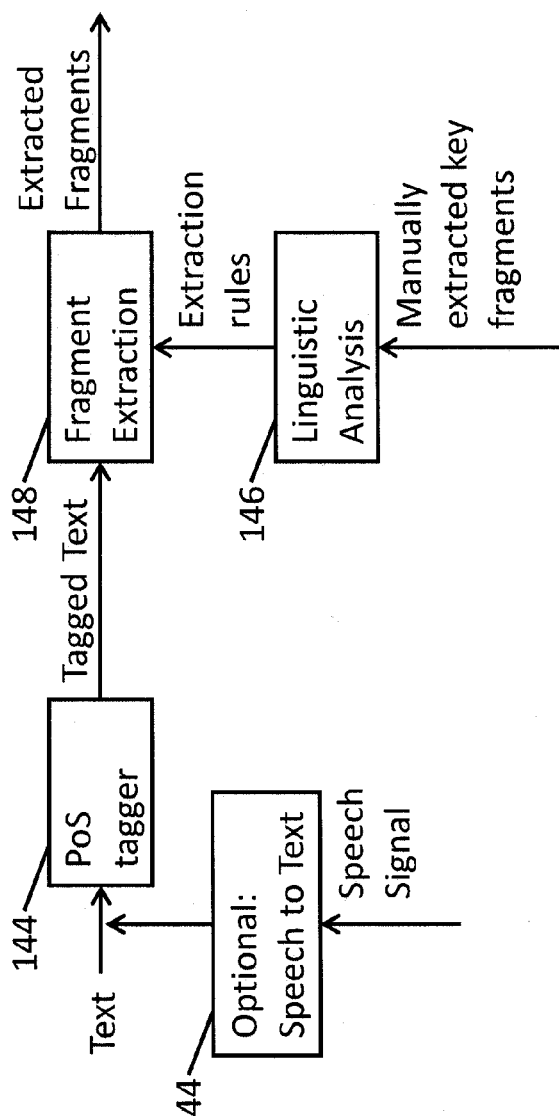 144
PoS
tagger
Text
Tagged Text
148
Fragment
Extraction
Extracted
Fragments
44
Optional:
Speech to Text
Speech
Signal
Extraction
rules
146
Linguistic
Analysis
Manually
extracted key
fragments